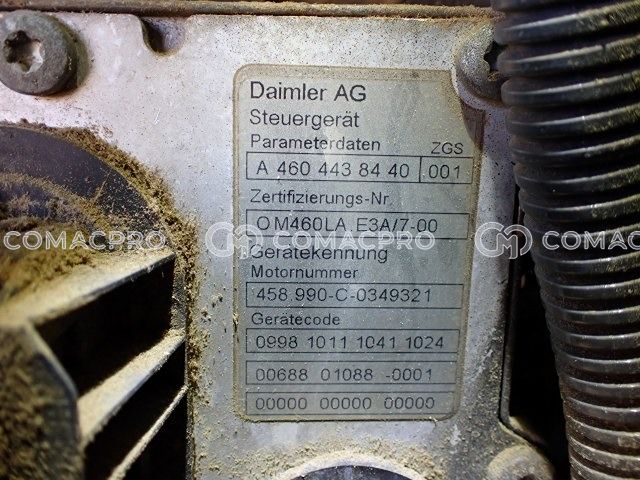 Daimler AG
Steuergerät
Parameterdaten ZGS
A 460 443 84 40 .001
Zertifizierungs-Nr.
OM460LA.E3A/7-00
Gerätekennung
Motornummer
458.990-C-0349321
Gerätecode
0998 1011 1041 1024
00688 01088 -0001
00000 00000 00000
COMACPRO COMACPRO COMACPRO